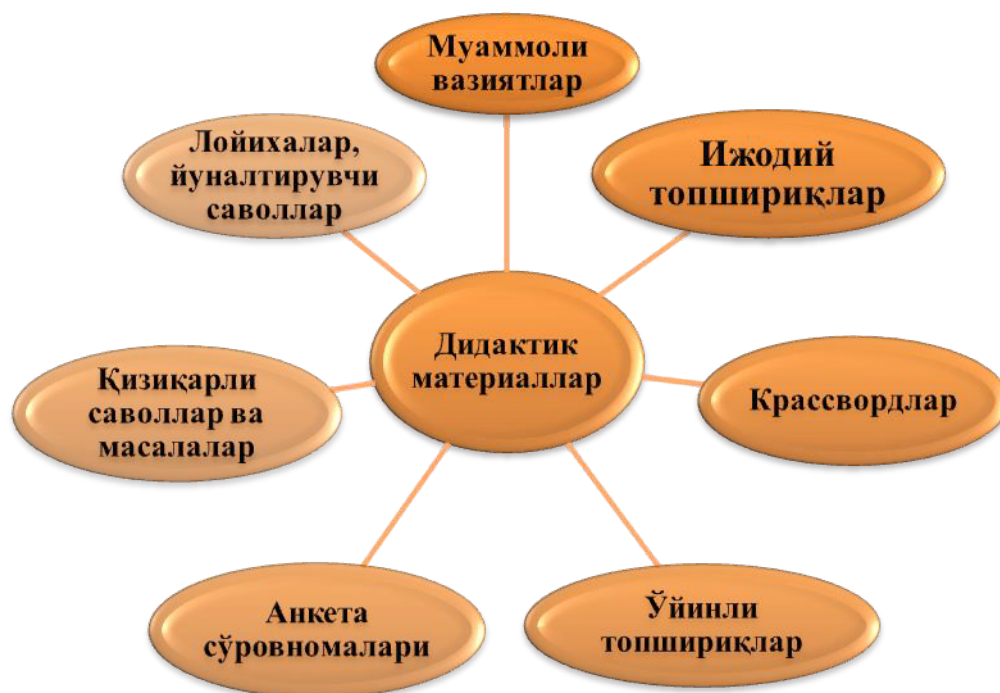 Муаммоли
вазиятлар
Ижодий
топшириқлар
Крассвордлар
Ўйинли
топшириқлар
Анкета
сўровномалари
Қизиқарли
саволлар ва
масалалар
Лойихалар,
йуналтирувчи
саволлар
Дидактик
материаллар